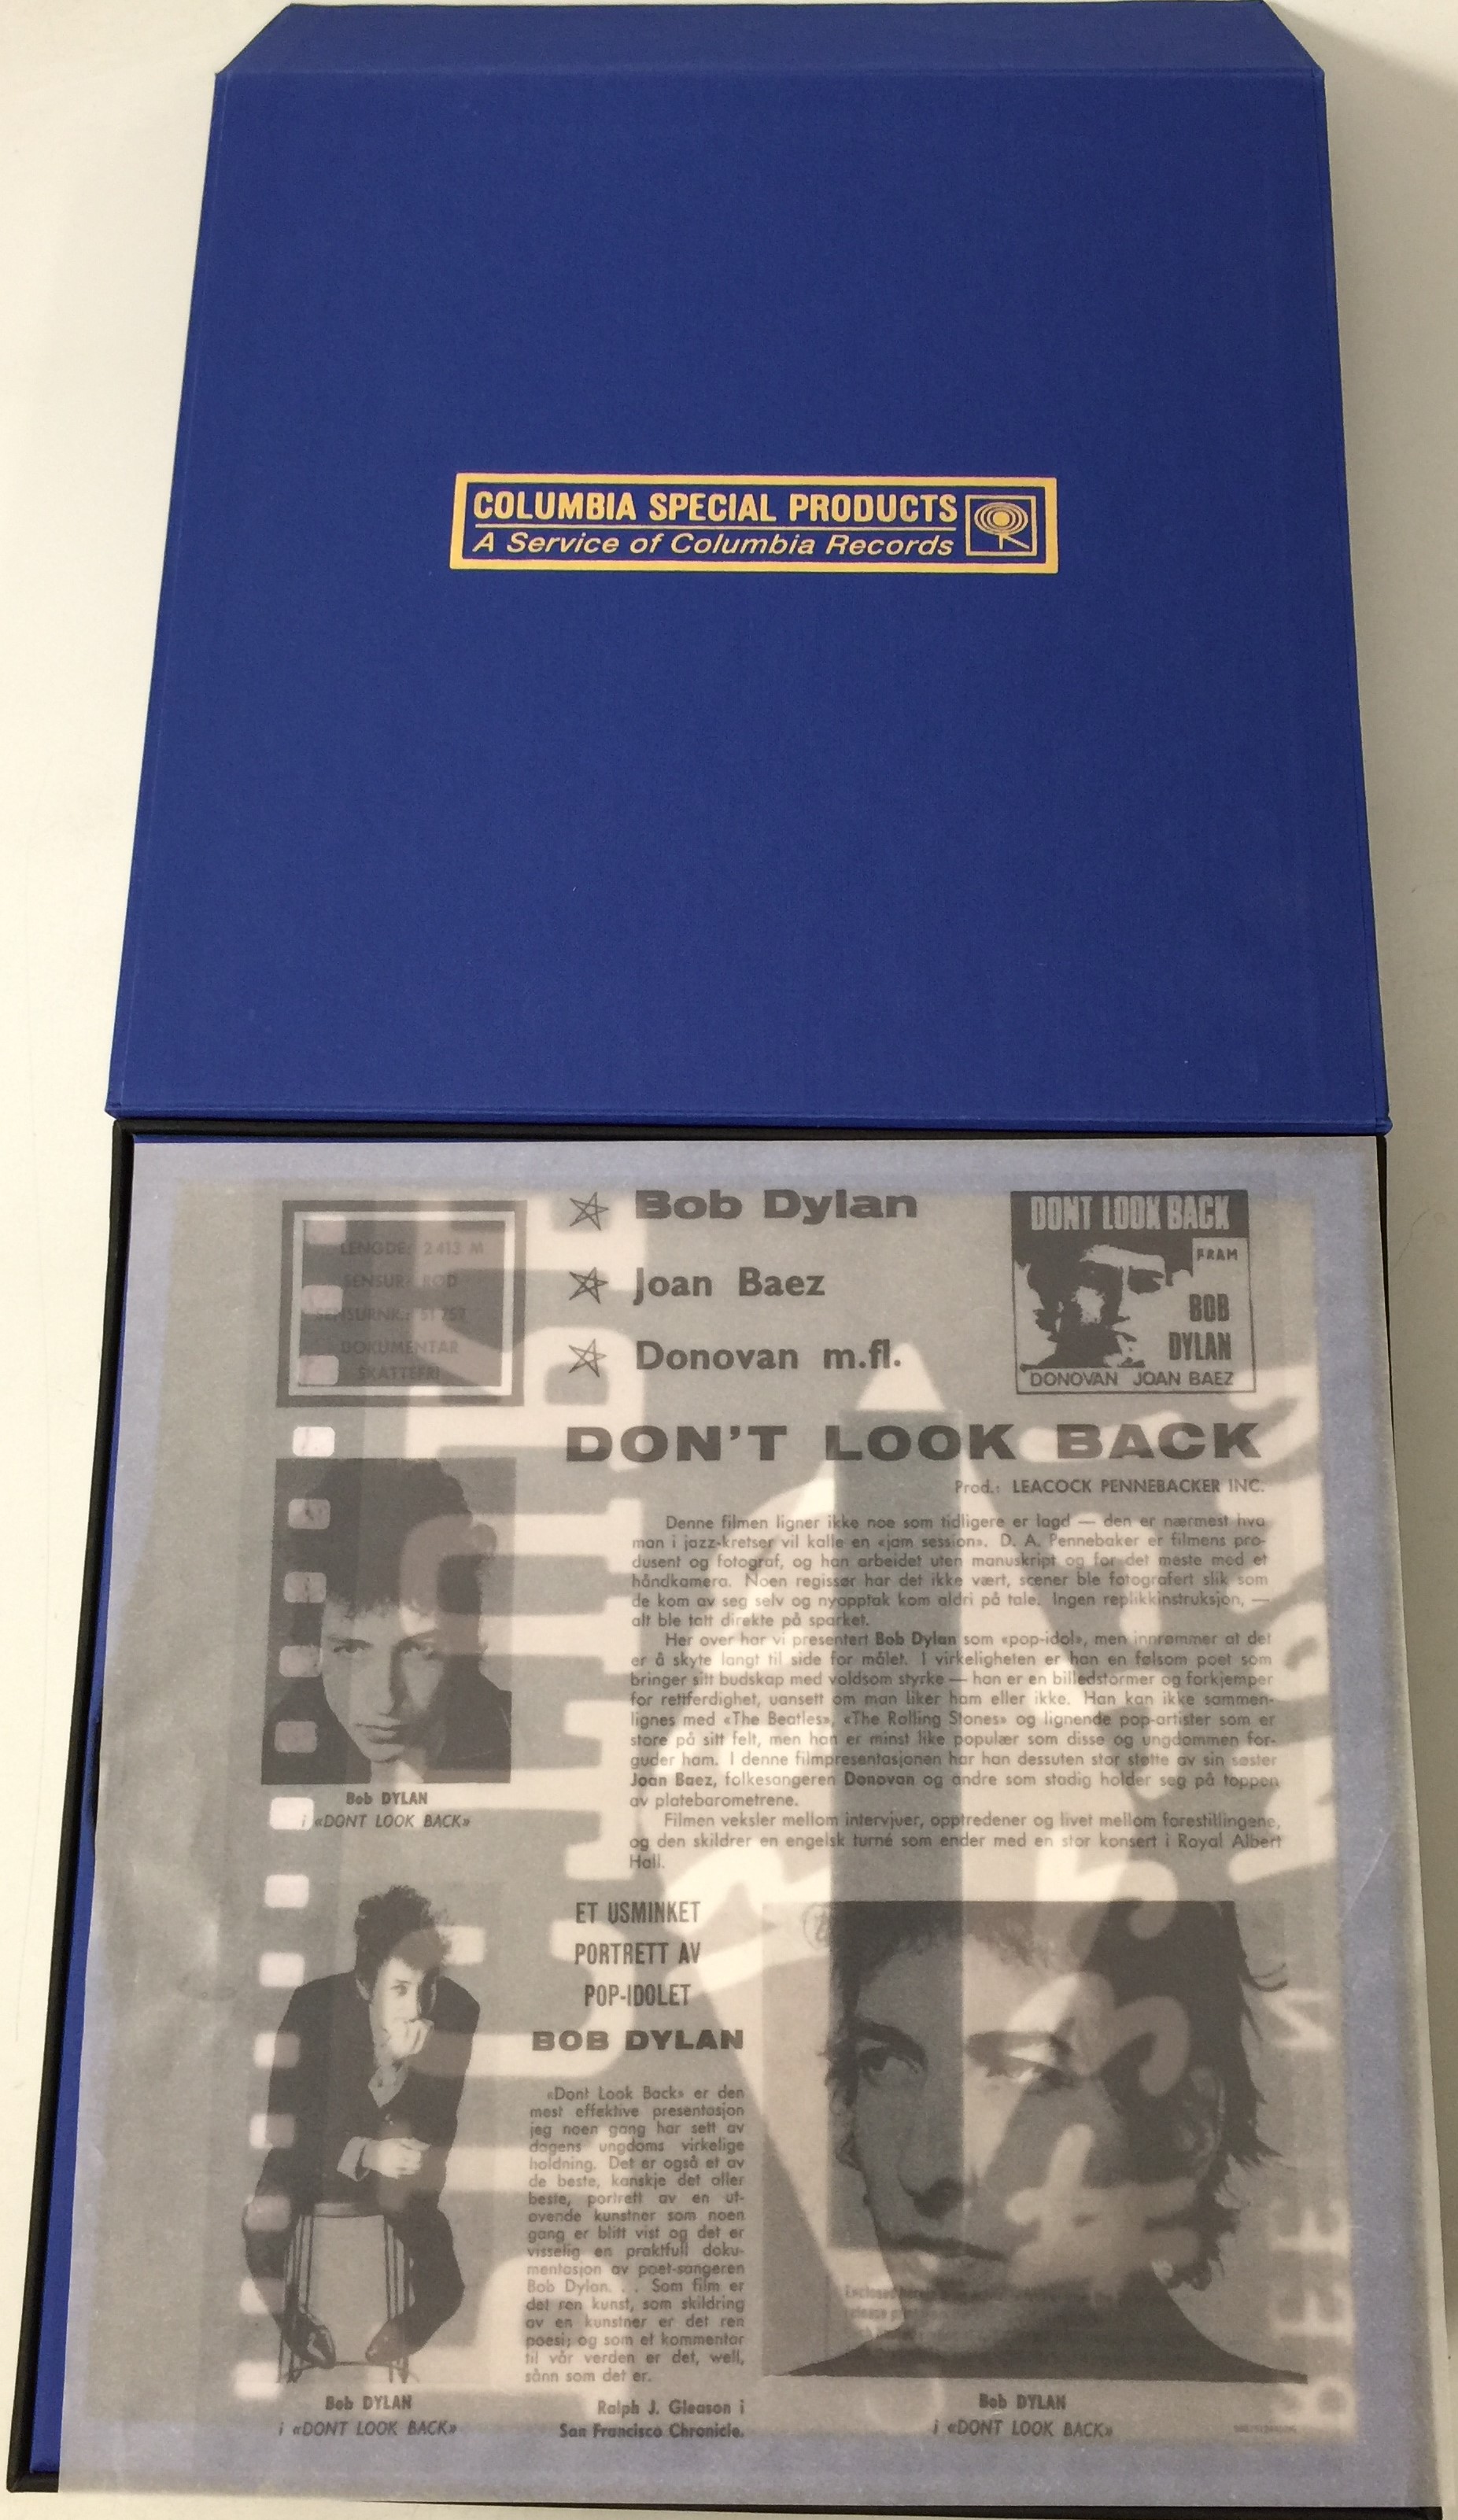 COLUMBIA SPECIAL PRODUCTS
A Service of Columbia Records
LENGDE: 2413 M
SENSUR: RØD
SENSURNR.: 51759
DOKUMENTAR
SKATTEFRI
Bob Dylan
Joan Baez
Donovan m.fl.
DONT LOOK BACK
FRAM
BOB
DYLAN
DONOVAN JOAN BAEZ
DON'T LOOK BACK
Prod.: LEACOCK PENNEBACKER INC.
Denne filmen ligner ikke noe som tidligere er lagd — den er nærmest hva
man i jazz-kretser vil kalle en «jam session». D. A. Pennebaker er filmens pro-
dusent og fotograf, og han arbeidet uten manuskript og for det meste med et
håndkamera. Noen regissør har det ikke vært, scener ble fotografert slik som
de kom av seg selv og nyopptak kom aldri på tale. Ingen replikkinstruksjon, —
alt ble tatt direkte på sparket.
Her over har vi presentert Bob Dylan som «pop-idol», men innrømmer at det
er å skyte langt til side for målet. I virkeligheten er han en følsom poet som
bringer sitt budskap med voldsom styrke — han er en billedstormer og forkjemper
for rettferdighet, uansett om man liker ham eller ikke. Han kan ikke sammen-
lignes med «The Beatles», «The Rolling Stones» og lignende pop-artister som er
store på sitt felt, men han er minst like populær som disse og ungdommen for-
guder ham. I denne filmpresentasjonen har han dessuten stor støtte av sin søster
Joan Baez, folkesangeren Donovan og andre som stadig holder seg på toppen
av platebarometrene.
Filmen veksler mellom intervjuer, opptredener og livet mellom forestillingene,
og den skildrer en engelsk turné som ender med en stor konsert i Royal Albert
Hall.
Bob DYLAN
i «DONT LOOK BACK»
ET USMINKET
PORTRETT AV
POP-IDOLET
BOB DYLAN
«Dont Look Back» er den
mest effektive presentasjon
jeg noen gang har sett av
dagens ungdoms virkelige
holdning. Det er også et av
de beste, kanskje det aller
beste, portrett av en ut-
øvende kunstner som noen
gang er blitt vist og det er
visselig en praktfull doku-
mentasjon av poet-sangeren
Bob Dylan. . . Som film er
det ren kunst, som skildring
av en kunstner er det ren
poesi; og som et kommentar
til vår verden er det, well,
sånn som det er.
Ralph J. Gleason i
San Francisco Chronicle.
Bob DYLAN
i «DONT LOOK BACK»
Bob DYLAN
i «DONT LOOK BACK»